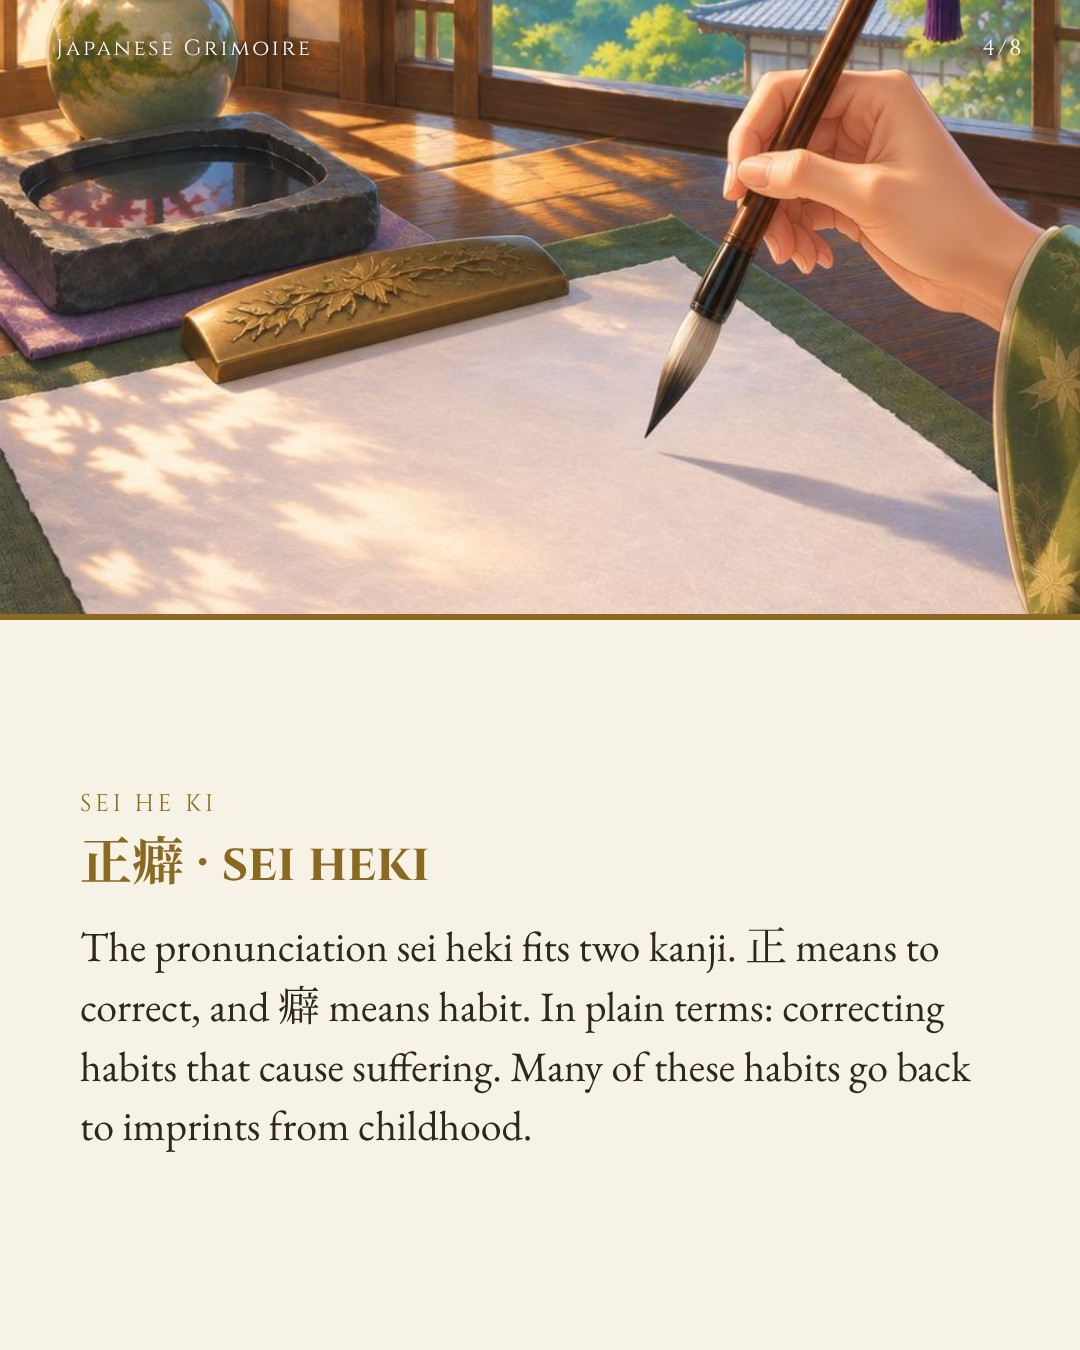 Japanese Grimoire
4/8
SEI HE KI
正癖 · SEI HEKI
The pronunciation sei heki fits two kanji. 正 means to
correct, and 癖 means habit. In plain terms: correcting
habits that cause suffering. Many of these habits go back
to imprints from childhood.